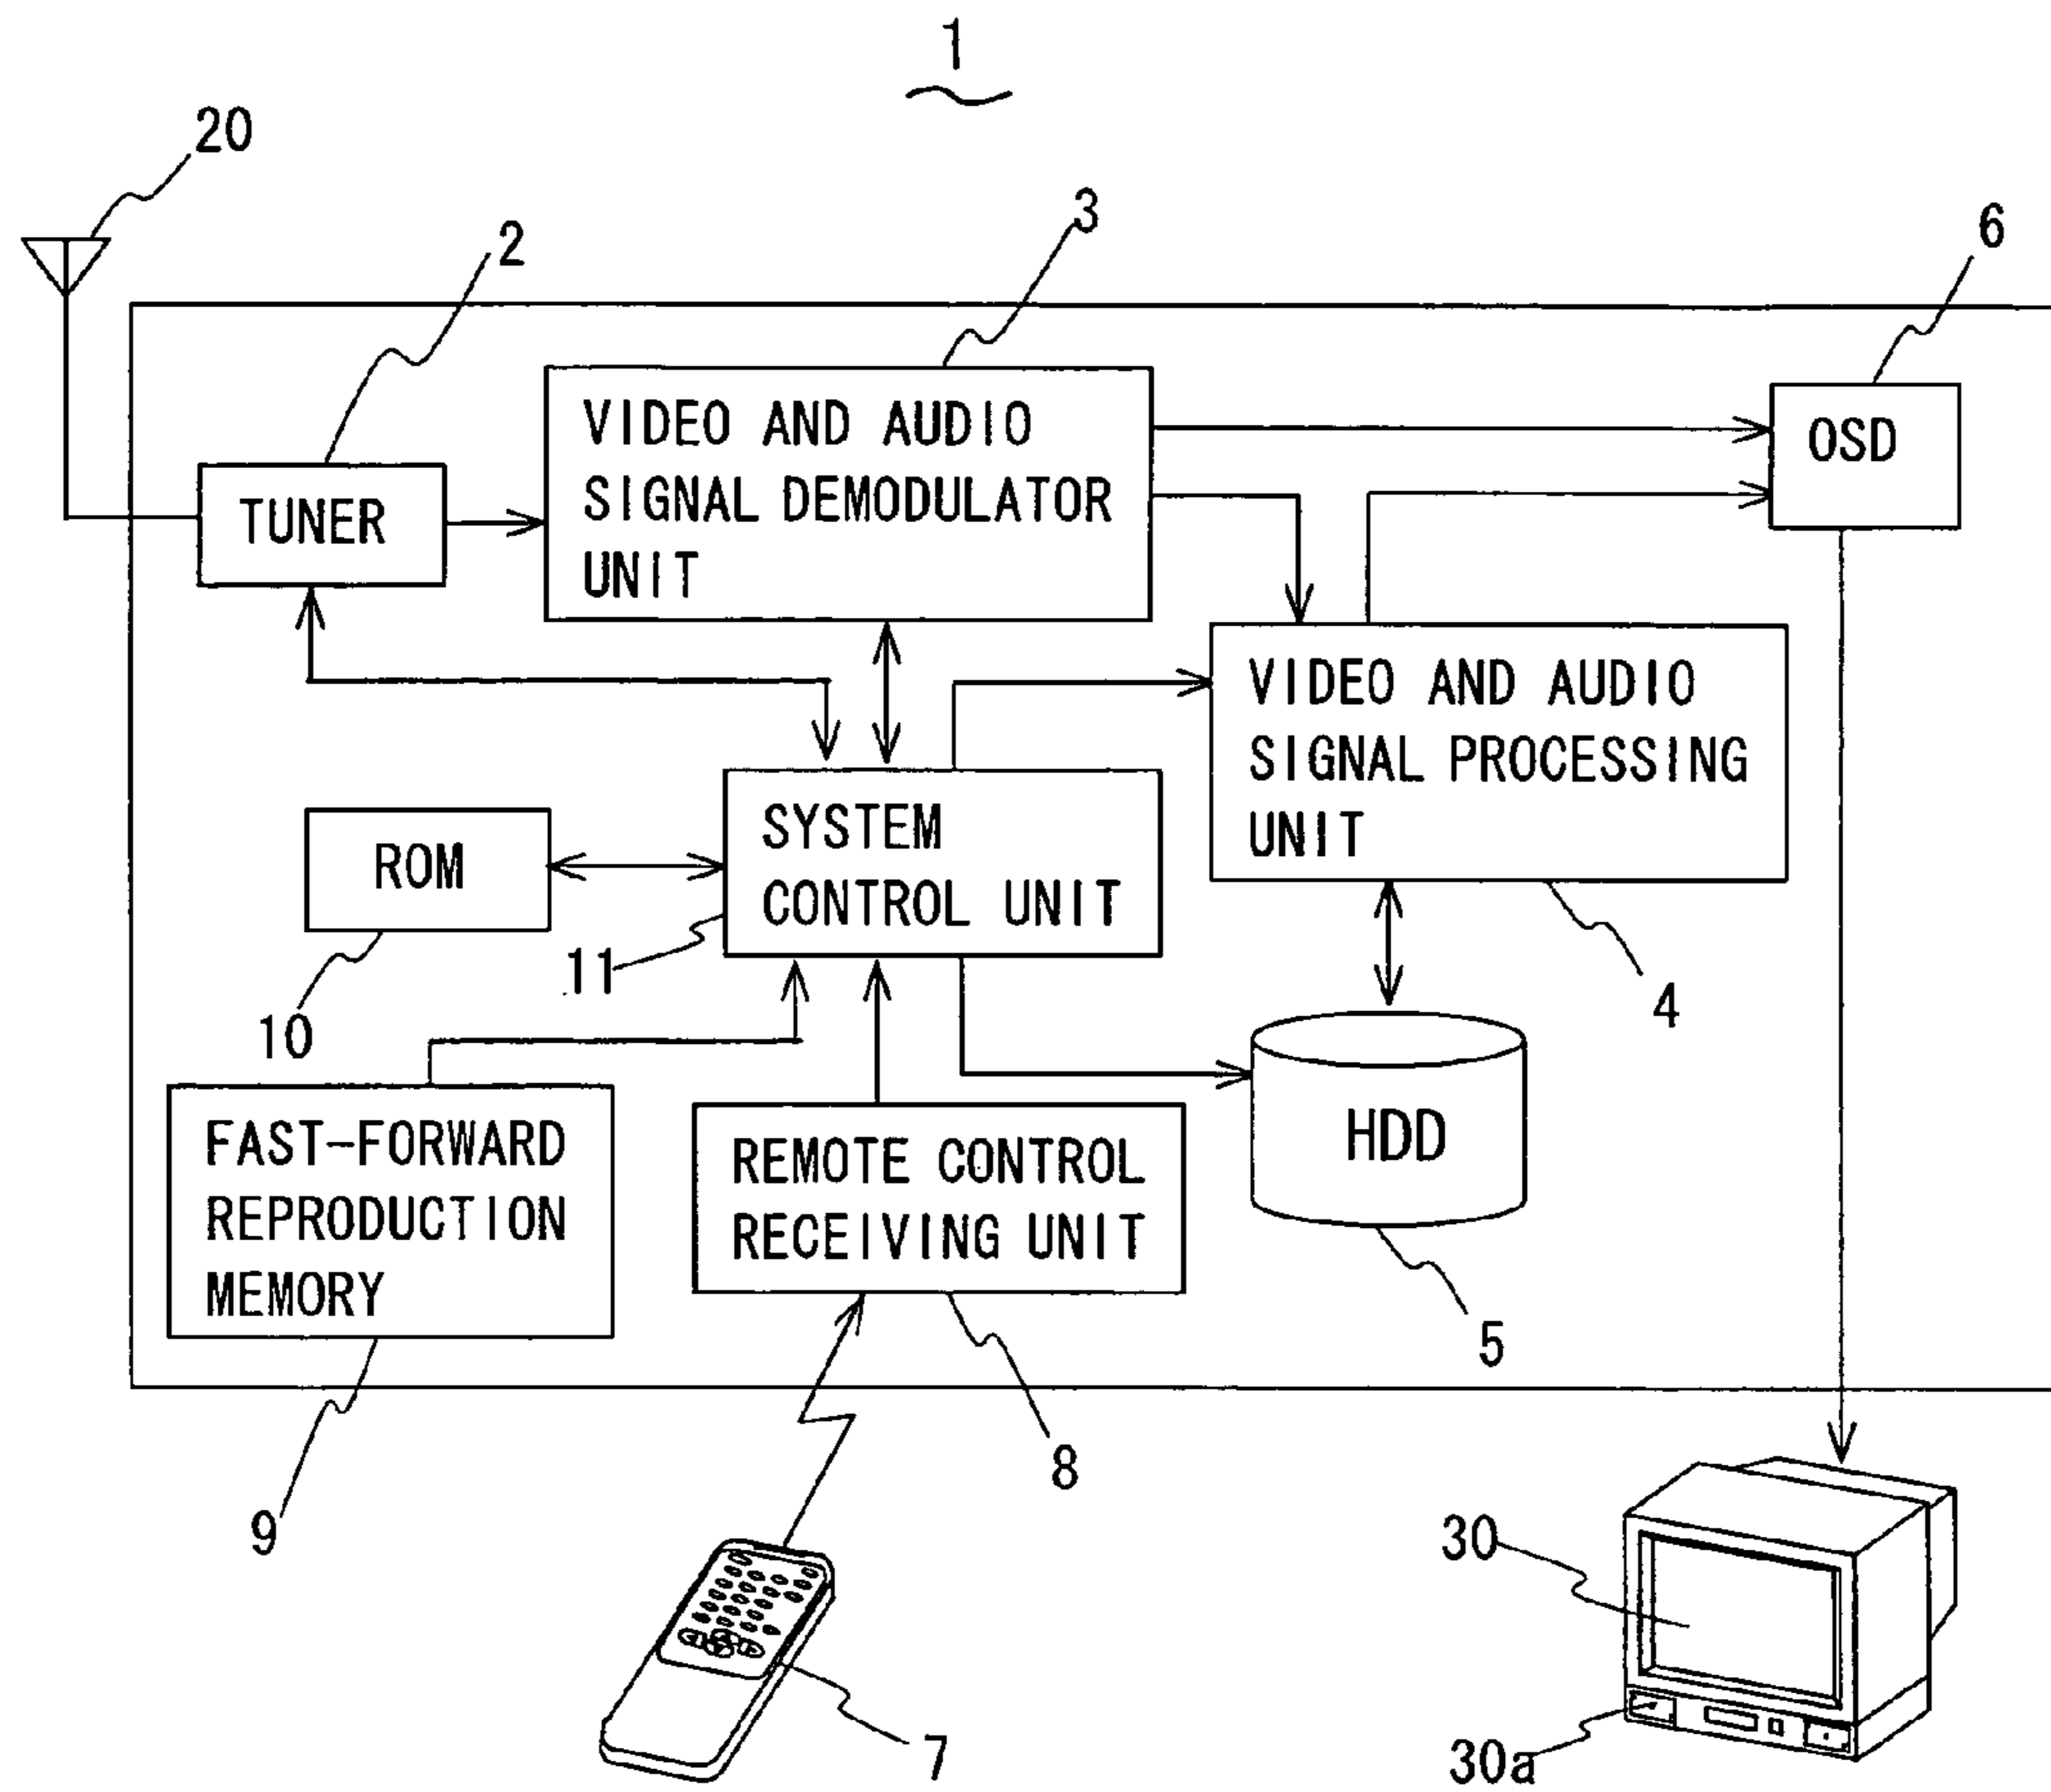 1
20
2
3
6
VIDEO AND AUDIO
SIGNAL DEMODULATOR
UNIT
OSD
TUNER
VIDEO AND AUDIO
SIGNAL PROCESSING
UNIT
SYSTEM
CONTROL UNIT
ROM
11
10
4
FAST-FORWARD
REPRODUCTION
MEMORY
REMOTE CONTROL
RECEIVING UNIT
HDD
5
8
9
30
7
30a